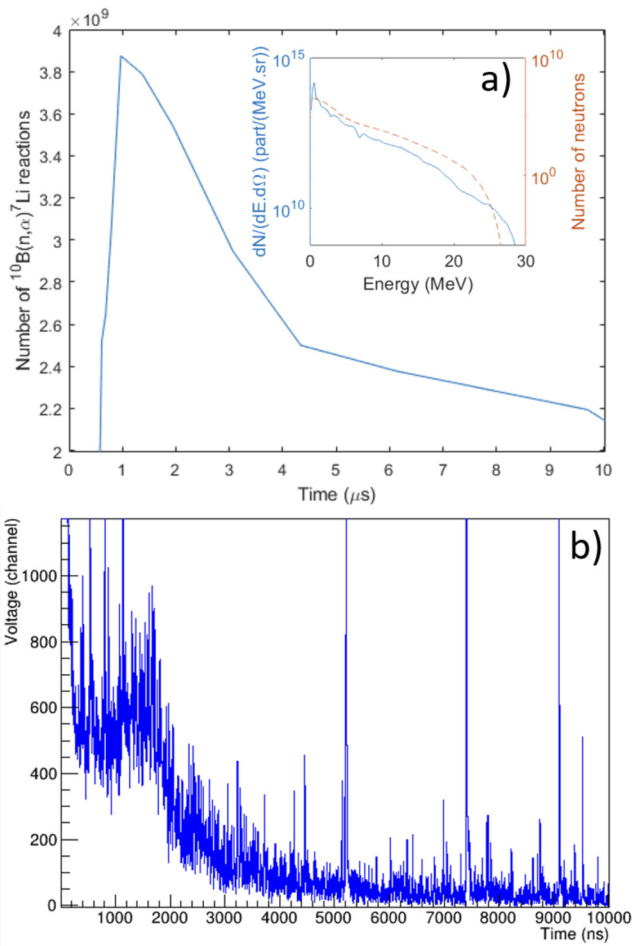 × 10⁹
4
3.8
3.6
3.4
3.2
3
2.8
2.6
2.4
2.2
2
Number of ¹⁰B(n,α)⁷Li reactions
0 1 2 3 4 5 6 7 8 9 10
Time (μs)
a)
10¹⁵
10¹⁰
dN/(dE.dΩ) (part/(MeV.sr))
10¹⁰
10⁰
Number of neutrons
0 10 20 30
Energy (MeV)
b)
Voltage (channel)
1000
800
600
400
200
0
1000 2000 3000 4000 5000 6000 7000 8000 9000 10000
Time (ns)